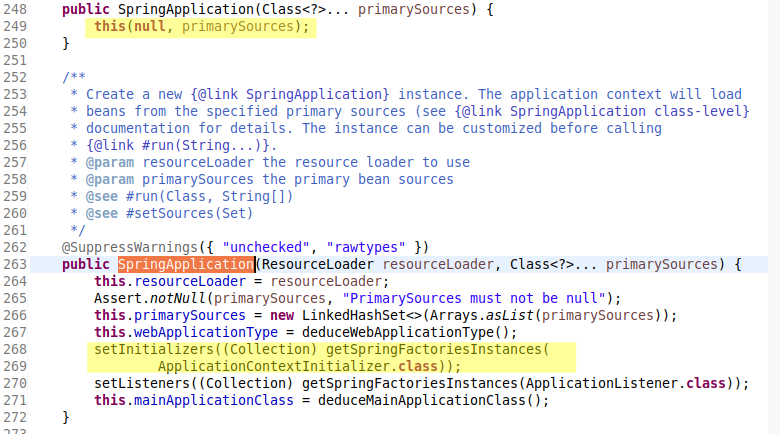 248 public SpringApplication(Class<?>... primarySources) {
249 this(null, primarySources);
250 }
251
252 /**
253 * Create a new {@link SpringApplication} instance. The application context will load
254 * beans from the specified primary sources (see {@link SpringApplication class-level}
255 * documentation for details. The instance can be customized before calling
256 * {@link #run(String...)}.
257 * @param resourceLoader the resource loader to use
258 * @param primarySources the primary bean sources
259 * @see #run(Class, String[])
260 * @see #setSources(Set)
261 */
262 @SuppressWarnings({ "unchecked", "rawtypes" })
263 public SpringApplication(ResourceLoader resourceLoader, Class<?>... primarySources) {
264 this.resourceLoader = resourceLoader;
265 Assert.notNull(primarySources, "PrimarySources must not be null");
266 this.primarySources = new LinkedHashSet<>(Arrays.asList(primarySources));
267 this.webApplicationType = deduceWebApplicationType();
268 setInitializers((Collection) getSpringFactoriesInstances(
269 ApplicationContextInitializer.class));
270 setListeners((Collection) getSpringFactoriesInstances(ApplicationListener.class));
271 this.mainApplicationClass = deduceMainApplicationClass();
272 }
273